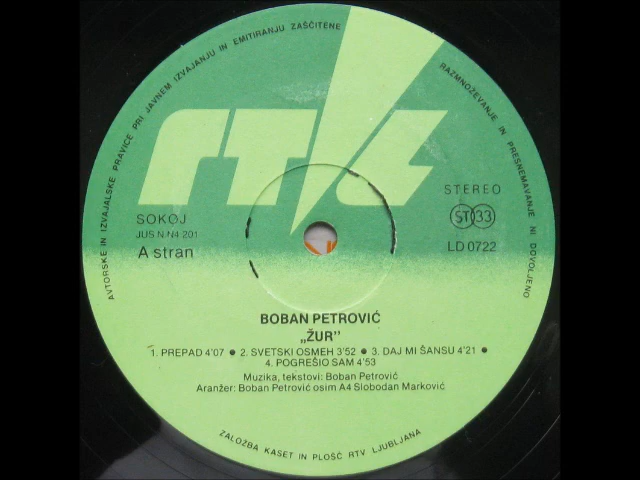 AVTORSKE IN IZVAJALSKE PRAVICE PRI JAVNEM IZVAJANJU IN EMITIRANJU ZAŠČITENE
RAZMNOŽEVANJE IN PRESNEMAVANJE NI DOVOLJENO
rtl
SOKOJ
JUS N-N4-201
A stran
STEREO
ST 33
LD 0722
BOBAN PETROVIĆ
„ŽUR”
1. PREPAD 4'07 ● 2. SVETSKI OSMEH 3'52 ● 3. DAJ MI ŠANSU 4'21 ●
4. POGREŠIO SAM 4'53
Muzika, tekstovi: Boban Petrović
Aranžer: Boban Petrović osim A4 Slobodan Marković
ZALOŽBA KASET IN PLOŠČ RTV LJUBLJANA